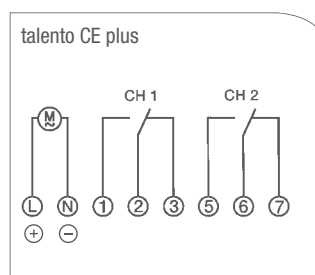 talento CE plus
CH 1 CH 2
M
~
L N 1 2 3 5 6 7
+ −